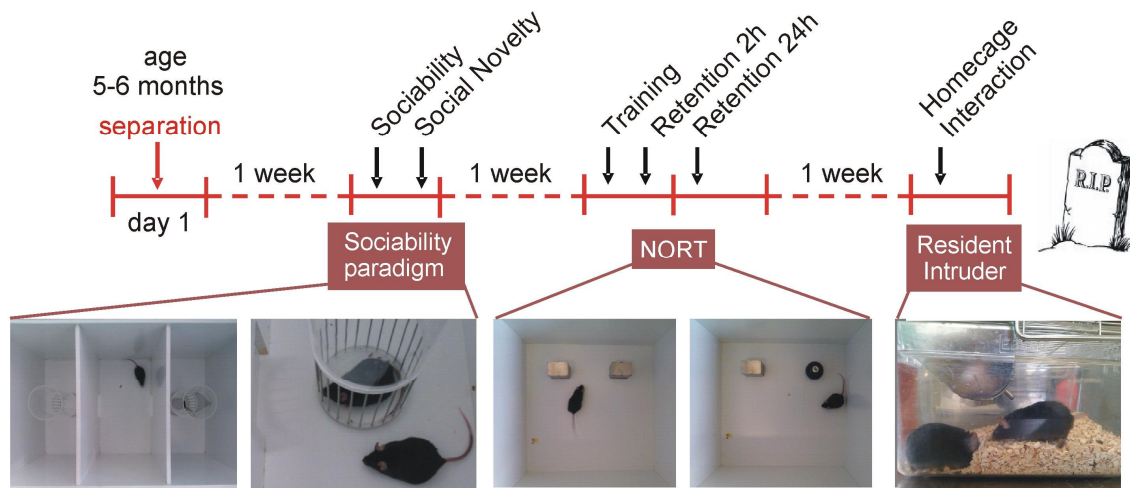 age
5-6 months
separation
day 1
1 week
Sociability
Social Novelty
1 week
Training
Retention 2h
Retention 24h
1 week
Homecage
Interaction
R.I.P
Sociability
paradigm
NORT
Resident
Intruder